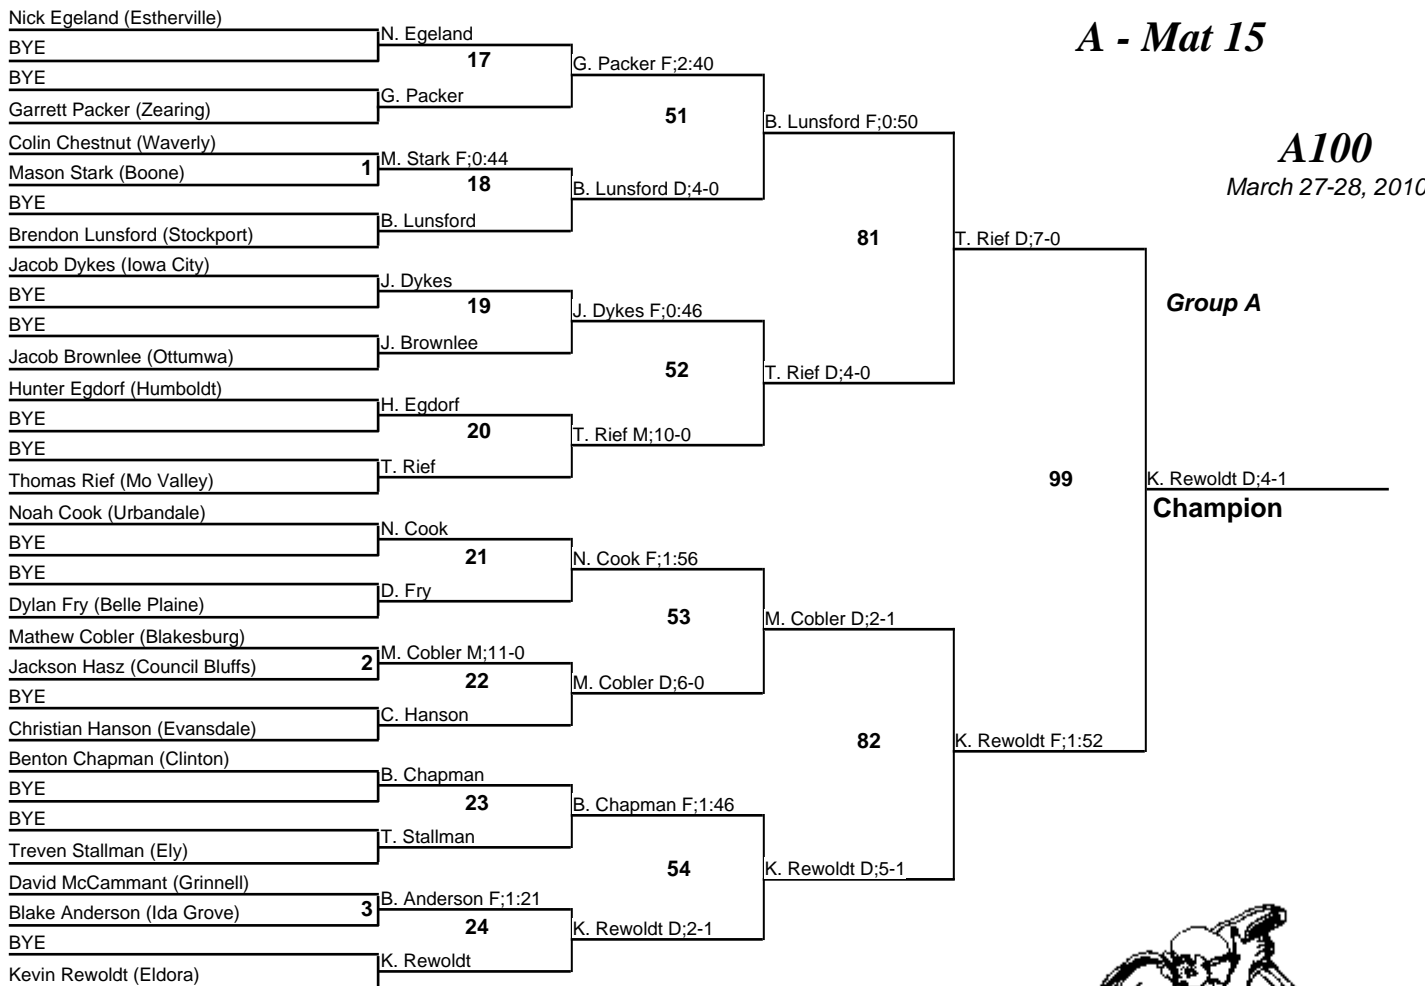 A - Mat 15
A100
March 27-28, 2010
Group A
Nick Egeland (Estherville)
BYE
BYE
Garrett Packer (Zearing)
Colin Chestnut (Waverly)
Mason Stark (Boone)
BYE
Brendon Lunsford (Stockport)
Jacob Dykes (Iowa City)
BYE
BYE
Jacob Brownlee (Ottumwa)
Hunter Egdorf (Humboldt)
BYE
BYE
Thomas Rief (Mo Valley)
Noah Cook (Urbandale)
BYE
BYE
Dylan Fry (Belle Plaine)
Mathew Cobler (Blakesburg)
Jackson Hasz (Council Bluffs)
BYE
Christian Hanson (Evansdale)
Benton Chapman (Clinton)
BYE
BYE
Treven Stallman (Ely)
David McCammant (Grinnell)
Blake Anderson (Ida Grove)
BYE
Kevin Rewoldt (Eldora)
1
2
3
N. Egeland
17
G. Packer
M. Stark F;0:44
18
B. Lunsford
J. Dykes
19
J. Brownlee
H. Egdorf
20
T. Rief
N. Cook
21
D. Fry
M. Cobler M;11-0
22
C. Hanson
B. Chapman
23
T. Stallman
B. Anderson F;1:21
24
K. Rewoldt
G. Packer F;2:40
51
B. Lunsford D;4-0
J. Dykes F;0:46
52
T. Rief M;10-0
N. Cook F;1:56
53
M. Cobler D;6-0
B. Chapman F;1:46
54
K. Rewoldt D;2-1
B. Lunsford F;0:50
81
T. Rief D;4-0
M. Cobler D;2-1
82
K. Rewoldt D;5-1
T. Rief D;7-0
99
K. Rewoldt F;1:52
K. Rewoldt D;4-1
Champion